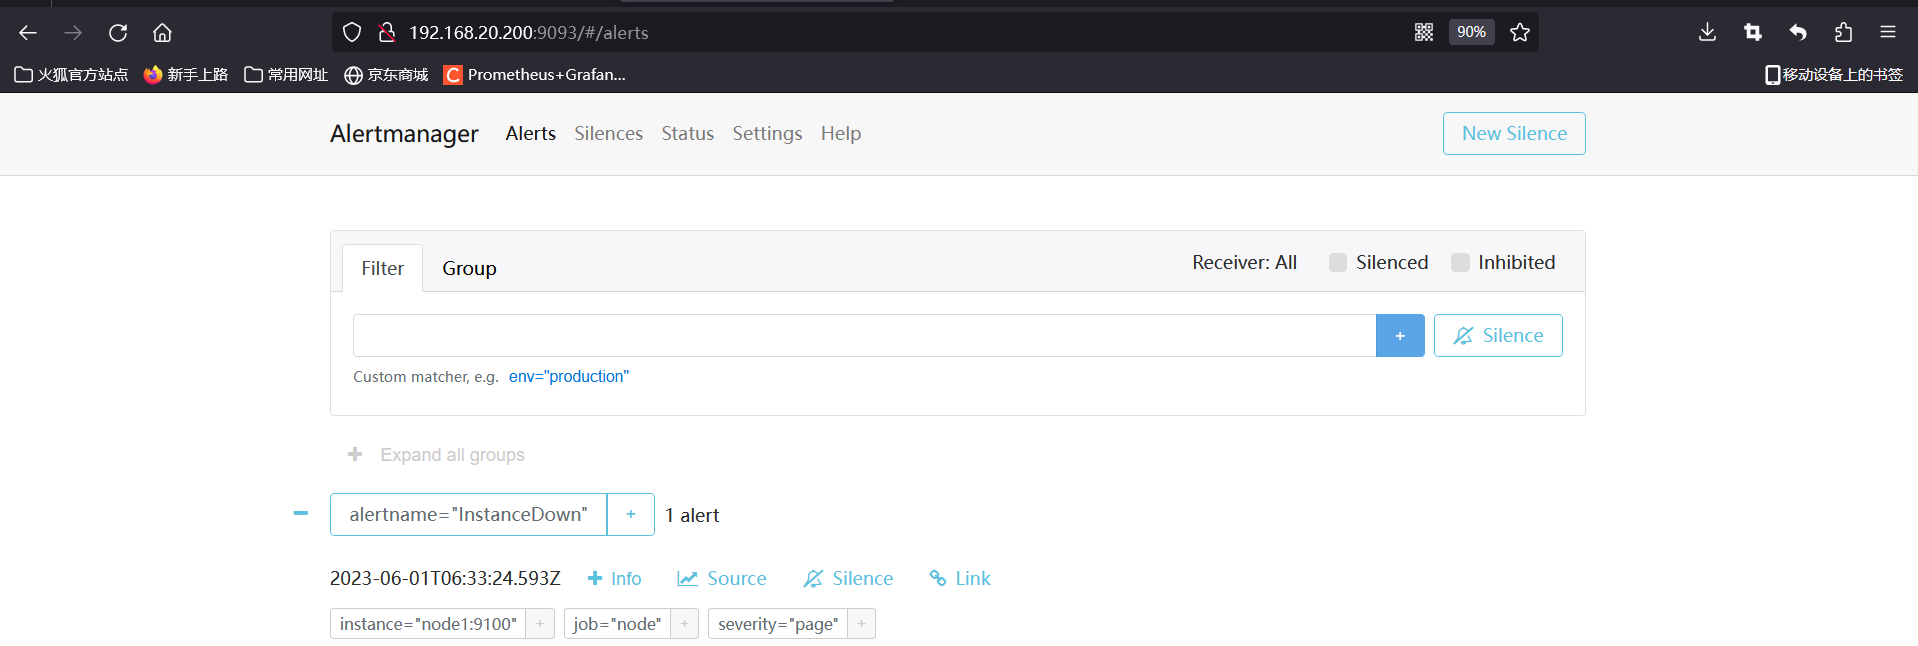 192.168.20.200:9093/#/alerts 90%
火狐官方站点 新手上路 常用网址 京东商城 C Prometheus+Grafan... 移动设备上的书签
Alertmanager Alerts Silences Status Settings Help New Silence
Filter Group Receiver: All Silenced Inhibited
+ Silence
Custom matcher, e.g. env="production"
+ Expand all groups
alertname="InstanceDown" + 1 alert
2023-06-01T06:33:24.593Z + Info Source Silence Link
instance="node1:9100" + job="node" + severity="page" +